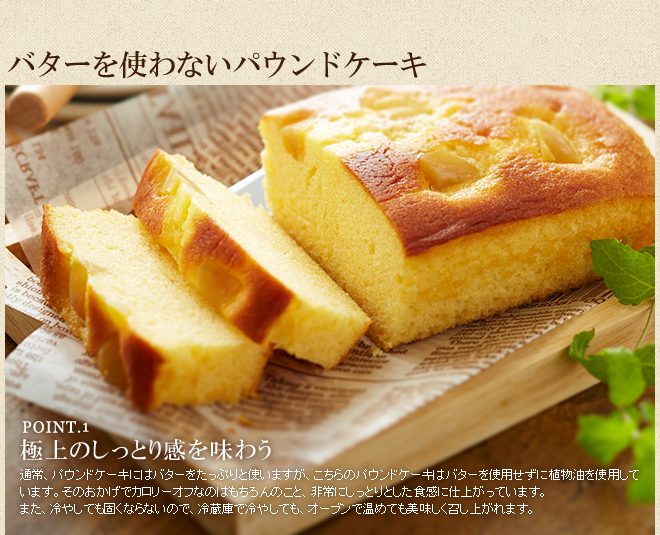 バターを使わないパウンドケーキ
POINT.1
極上のしっとり感を味わう
通常、パウンドケーキにはバターをたっぷりと使いますが、こちらのパウンドケーキはバターを使用せずに植物油を使用して
います。そのおかげでカロリーオフなのはもちろんのこと、非常にしっとりとした食感に仕上がっています。
また、冷やしても固くならないので、冷蔵庫で冷やしても、オーブンで温めても美味しく召し上がれます。